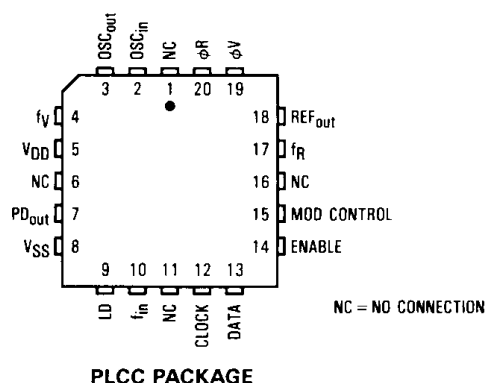 OSCout
OSCin
NC
φR
φV
3 2 1 20 19
fV 4 18 REFout
VDD 5 17 fR
NC 6 16 NC
PDout 7 15 MOD CONTROL
VSS 8 14 ENABLE
9 10 11 12 13
LD
fin
NC
CLOCK
DATA
NC = NO CONNECTION
PLCC PACKAGE